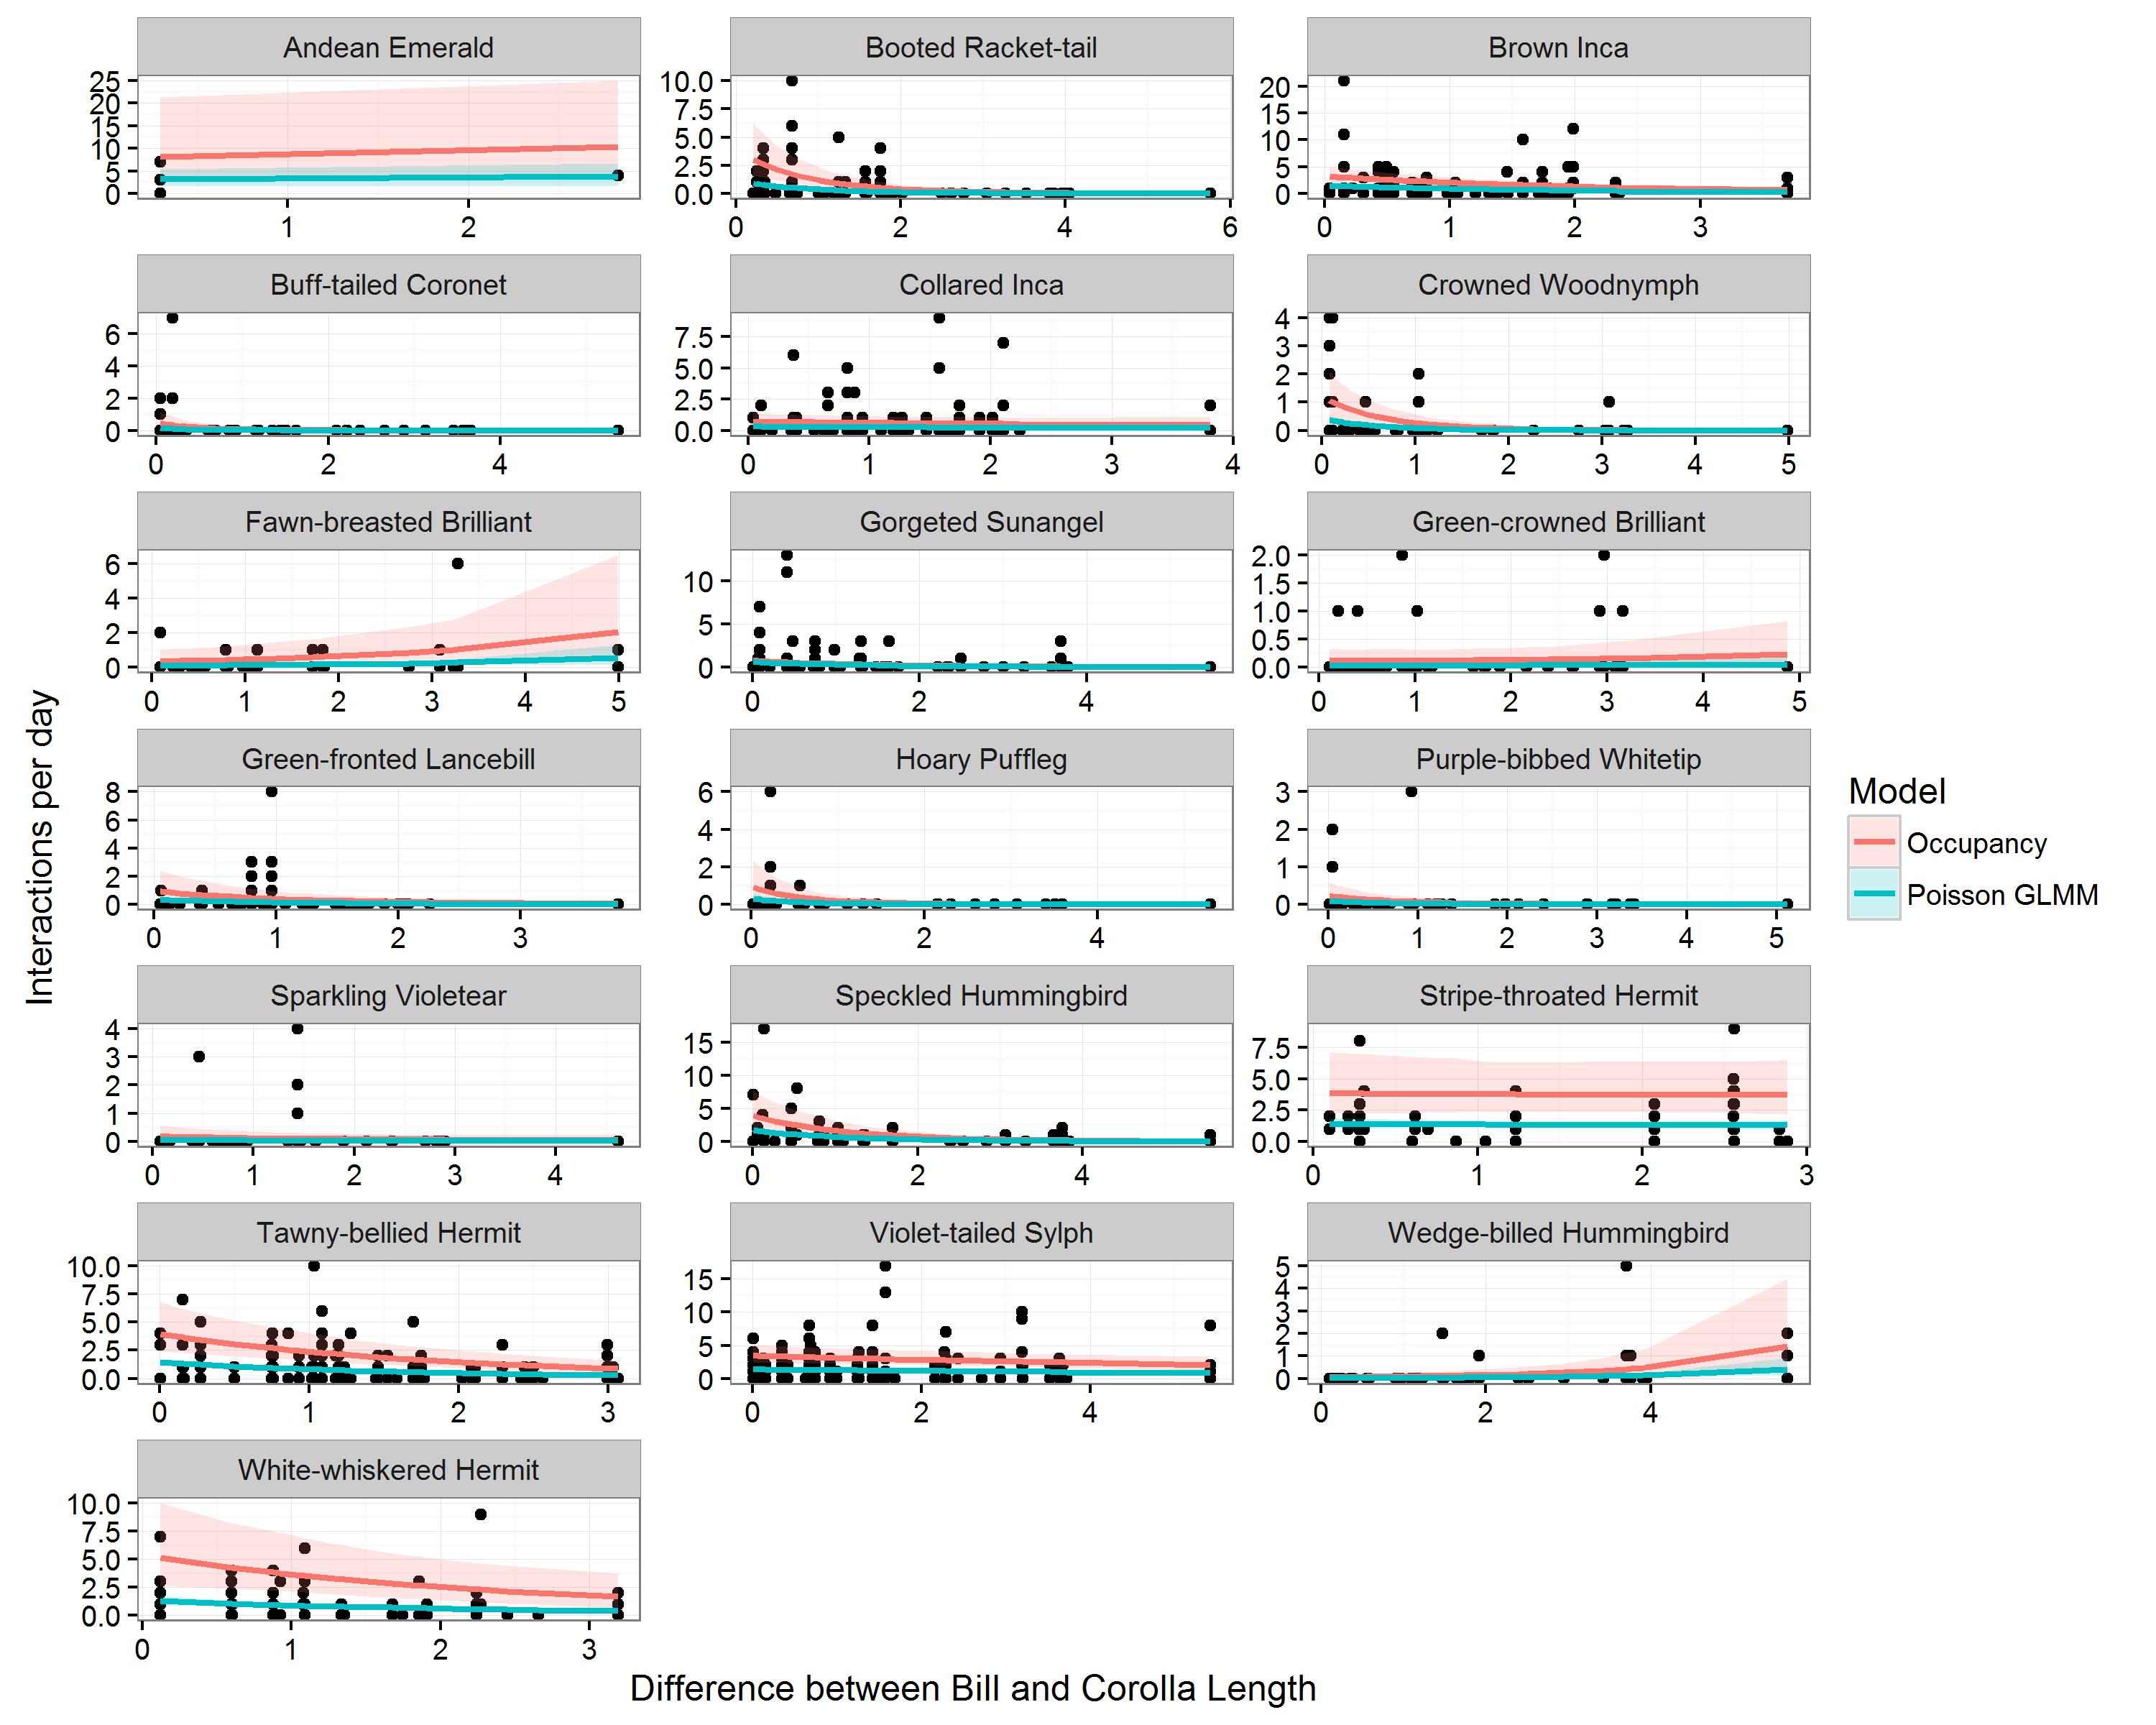 Andean Emerald
Booted Racket-tail
Brown Inca
25
20
15
10
5
0
1 2
10.0
7.5
5.0
2.5
0.0
0 2 4 6
20
15
10
5
0
0 1 2 3
Buff-tailed Coronet
Collared Inca
Crowned Woodnymph
6
4
2
0
0 2 4
7.5
5.0
2.5
0.0
0 1 2 3 4
4
3
2
1
0
0 1 2 3 4 5
Fawn-breasted Brilliant
Gorgeted Sunangel
Green-crowned Brilliant
6
4
2
0
0 1 2 3 4 5
10
5
0
0 2 4
2.0
1.5
1.0
0.5
0.0
0 1 2 3 4 5
Green-fronted Lancebill
Hoary Puffleg
Purple-bibbed Whitetip
8
6
4
2
0
0 1 2 3
6
4
2
0
0 2 4
3
2
1
0
0 1 2 3 4 5
Sparkling Violetear
Speckled Hummingbird
Stripe-throated Hermit
4
3
2
1
0
0 1 2 3 4
15
10
5
0
0 2 4
7.5
5.0
2.5
0.0
0 1 2 3
Tawny-bellied Hermit
Violet-tailed Sylph
Wedge-billed Hummingbird
10.0
7.5
5.0
2.5
0.0
0 1 2 3
15
10
5
0
0 2 4
5
4
3
2
1
0
0 2 4
White-whiskered Hermit
10.0
7.5
5.0
2.5
0.0
0 1 2 3
Interactions per day
Difference between Bill and Corolla Length
Model
Occupancy
Poisson GLMM